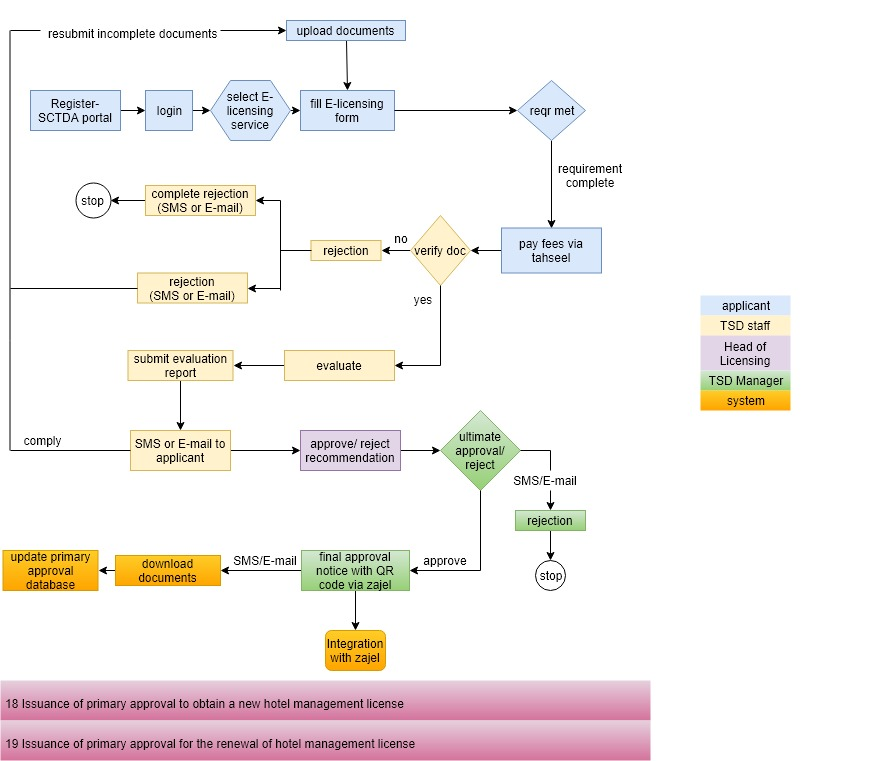 resubmit incomplete documents
upload documents
Register-
SCTDA portal
login
select E-
licensing
service
fill E-licensing
form
reqr met
requirement
complete
complete rejection
(SMS or E-mail)
stop
no
verify doc
pay fees via
tahseel
rejection
rejection
(SMS or E-mail)
yes
applicant
TSD staff
Head of
Licensing
TSD Manager
system
submit evaluation
report
evaluate
comply
SMS or E-mail to
applicant
approve/ reject
recommendation
ultimate
approval/
reject
SMS/E-mail
rejection
stop
update primary
approval
database
download
documents
SMS/E-mail
final approval
notice with QR
code via zajel
approve
Integration
with zajel
18 Issuance of primary approval to obtain a new hotel management license
19 Issuance of primary approval for the renewal of hotel management license